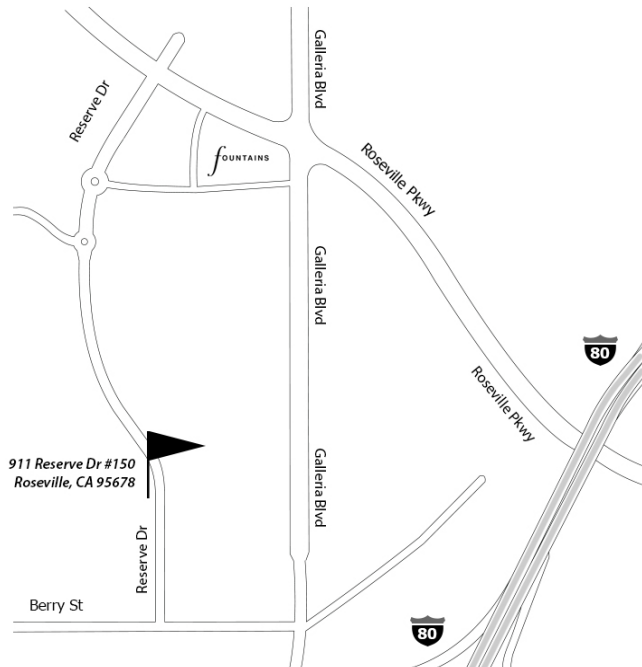 Galleria Blvd
Reserve Dr
fOUNTAINS
Roseville Pkwy
Galleria Blvd
80
Roseville Pkwy
911 Reserve Dr #150
Roseville, CA 95678
Galleria Blvd
Reserve Dr
Berry St
80